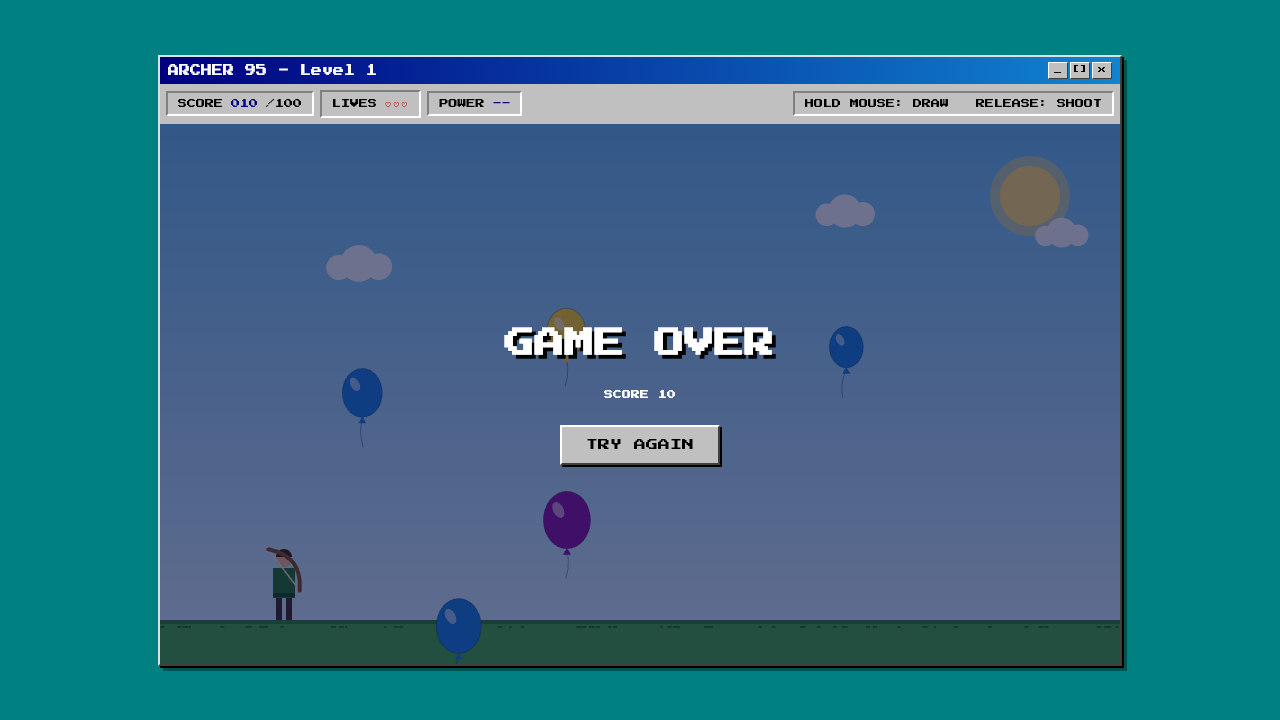 ARCHER 95 - Level 1
SCORE 010 /100 LIVES ♡♡♡ POWER -- HOLD MOUSE: DRAW RELEASE: SHOOT
GAME OVER
SCORE 10
TRY AGAIN